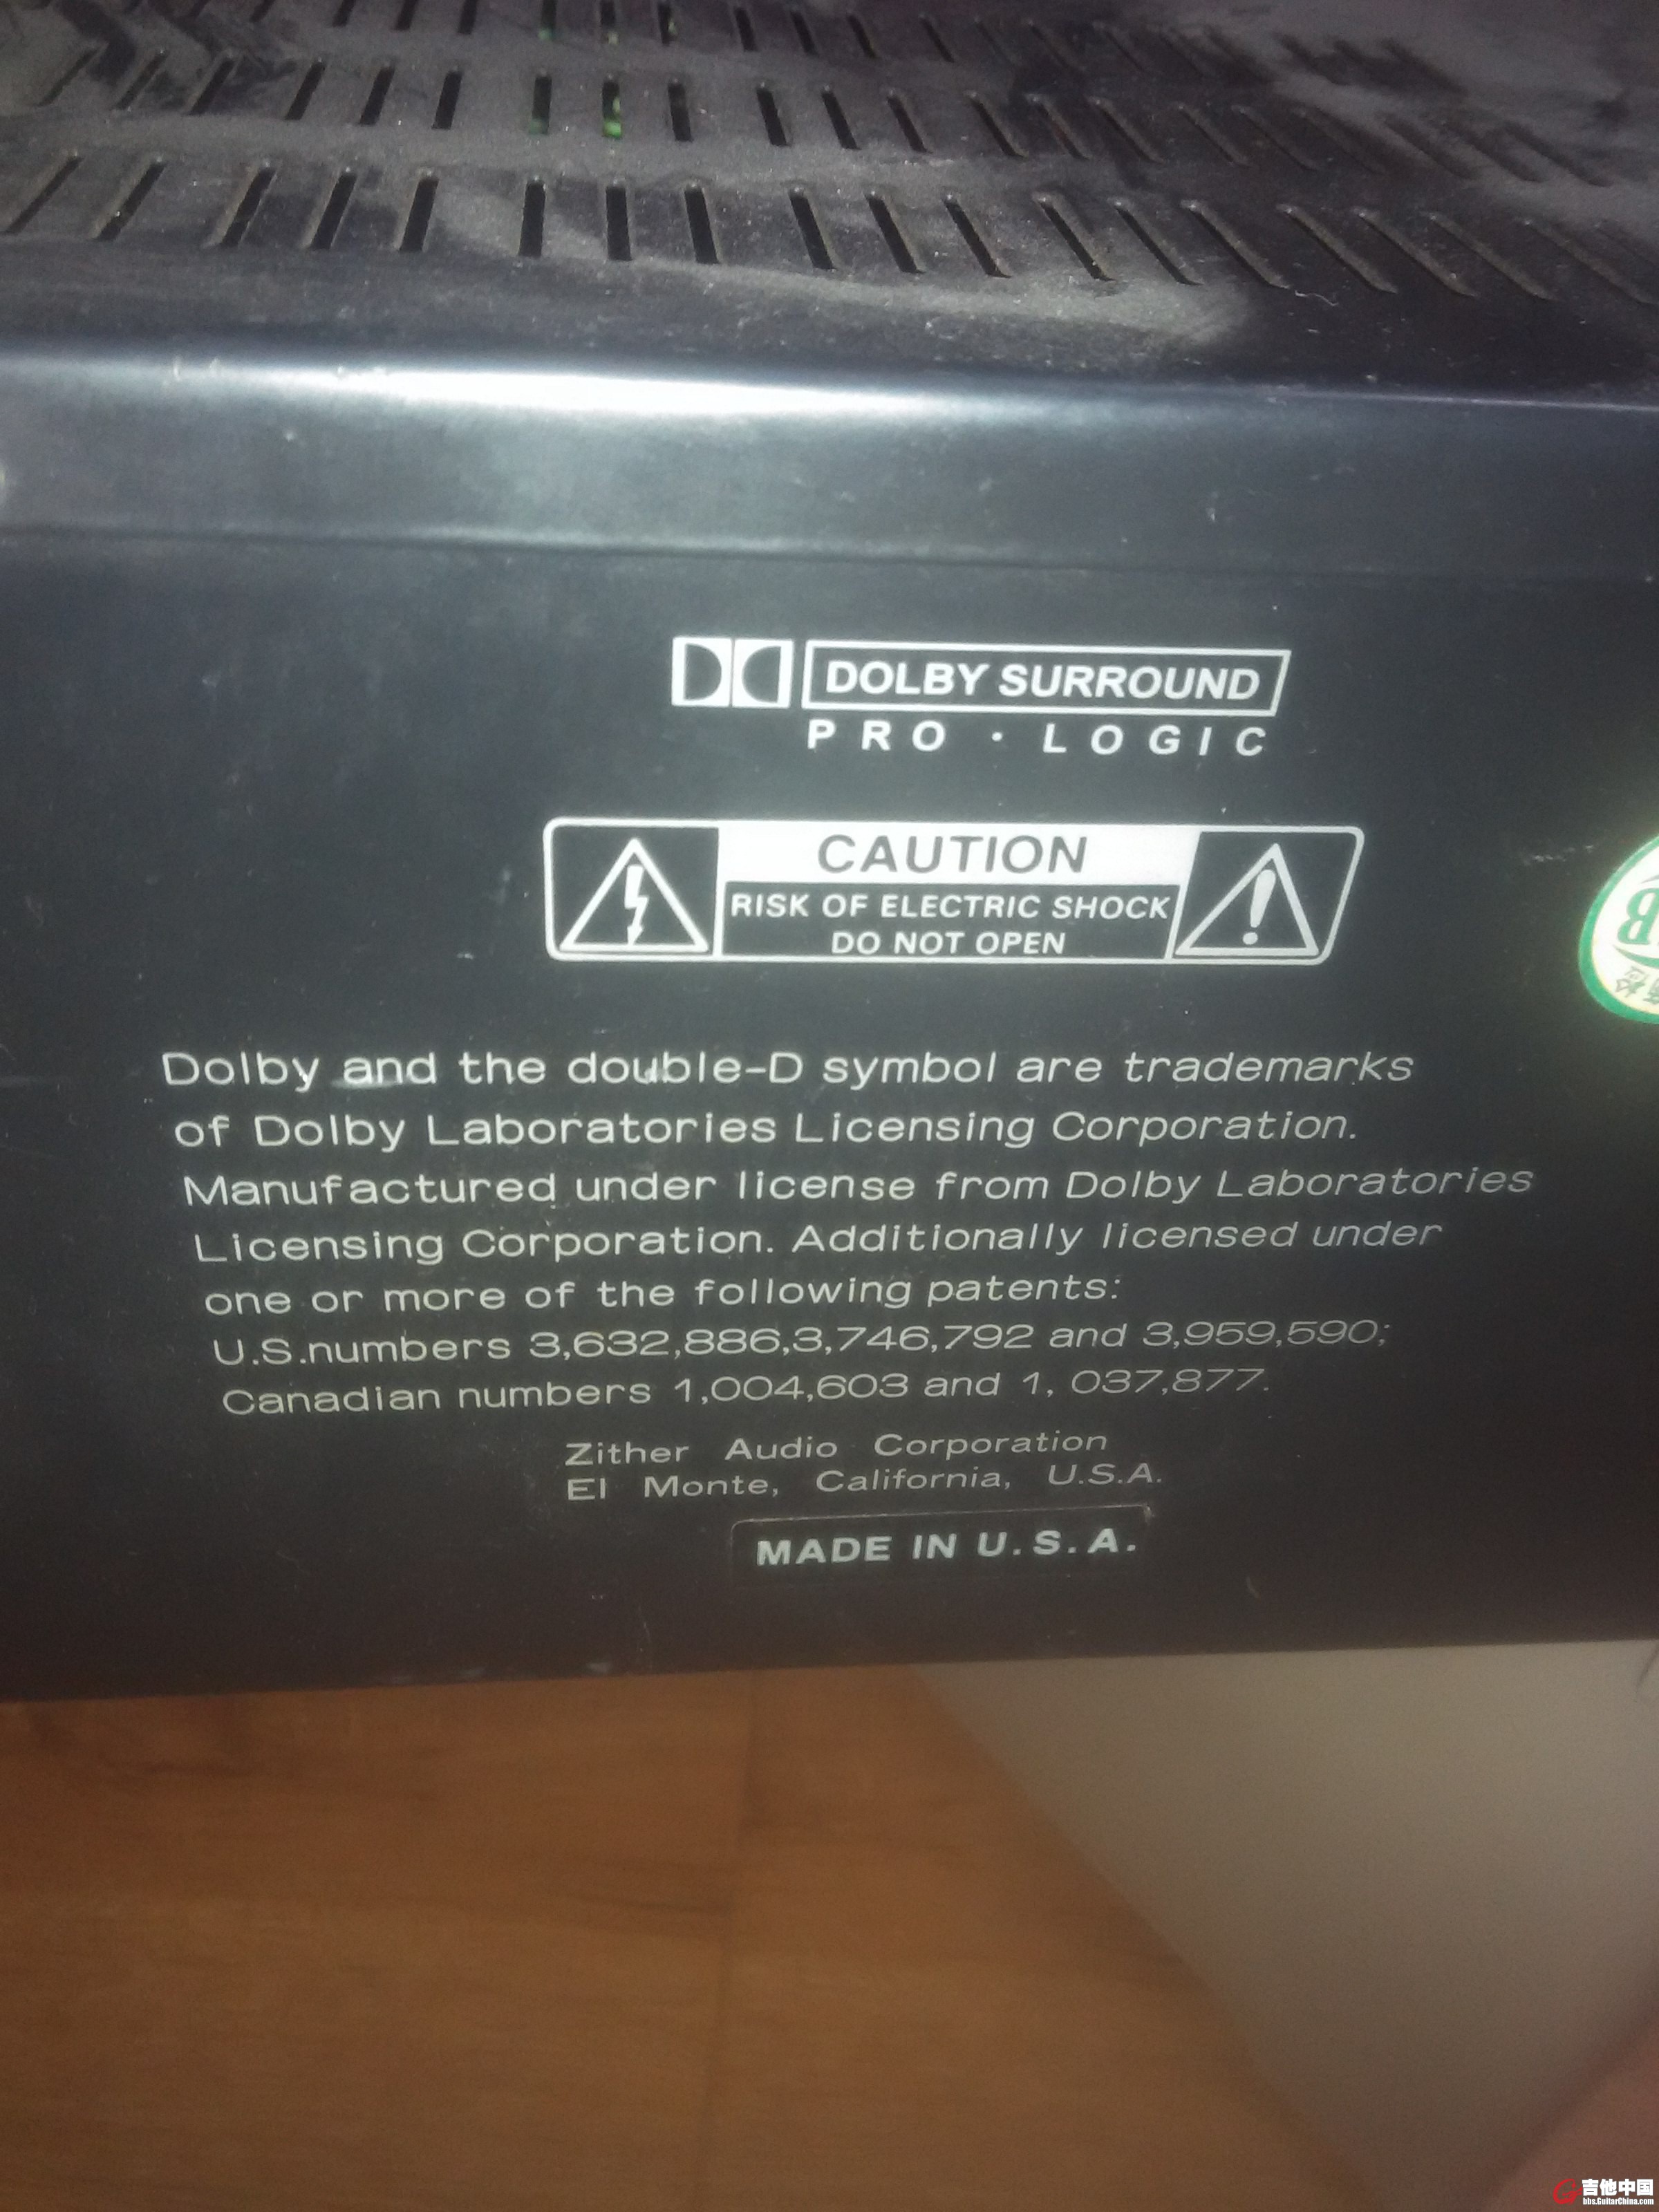 DOLBY SURROUND
PRO · LOGIC
CAUTION
RISK OF ELECTRIC SHOCK
DO NOT OPEN
Dolby and the double-D symbol are trademarks
of Dolby Laboratories Licensing Corporation.
Manufactured under license from Dolby Laboratories
Licensing Corporation. Additionally licensed under
one or more of the following patents:
U.S.numbers 3,632,886,3,746,792 and 3,959,590;
Canadian numbers 1,004,603 and 1, 037,877.
Zither Audio Corporation
El Monte, California, U.S.A.
MADE IN U.S.A.
吉他中国
bbs.GuitarChina.com